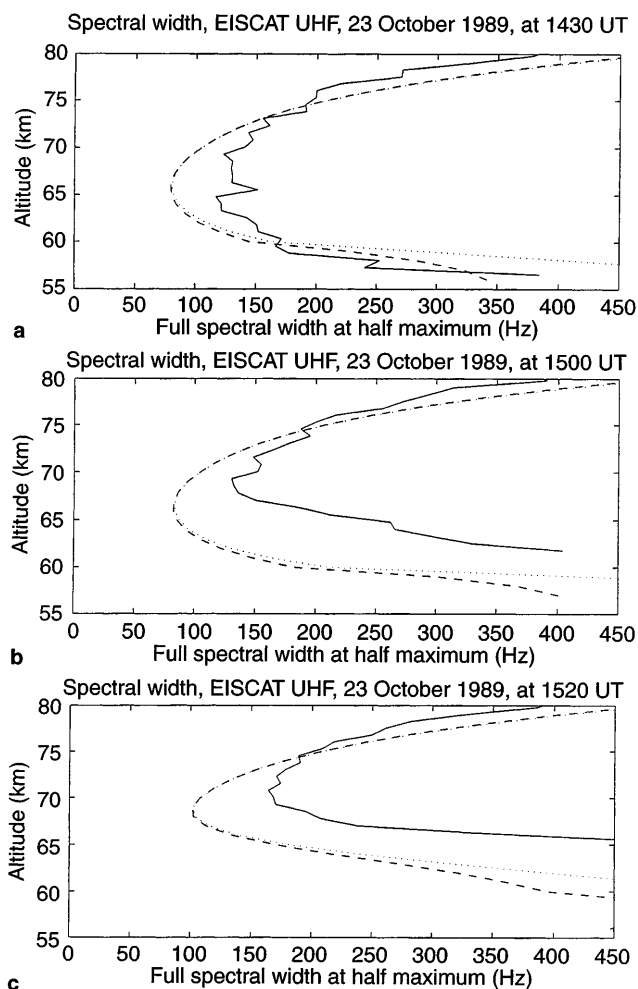 Spectral width, EISCAT UHF, 23 October 1989, at 1430 UT
80
75
70
65
60
55
Altitude (km)
0 50 100 150 200 250 300 350 400 450
a
Full spectral width at half maximum (Hz)
Spectral width, EISCAT UHF, 23 October 1989, at 1500 UT
80
75
70
65
60
55
Altitude (km)
0 50 100 150 200 250 300 350 400 450
b
Full spectral width at half maximum (Hz)
Spectral width, EISCAT UHF, 23 October 1989, at 1520 UT
80
75
70
65
60
55
Altitude (km)
0 50 100 150 200 250 300 350 400 450
c
Full spectral width at half maximum (Hz)